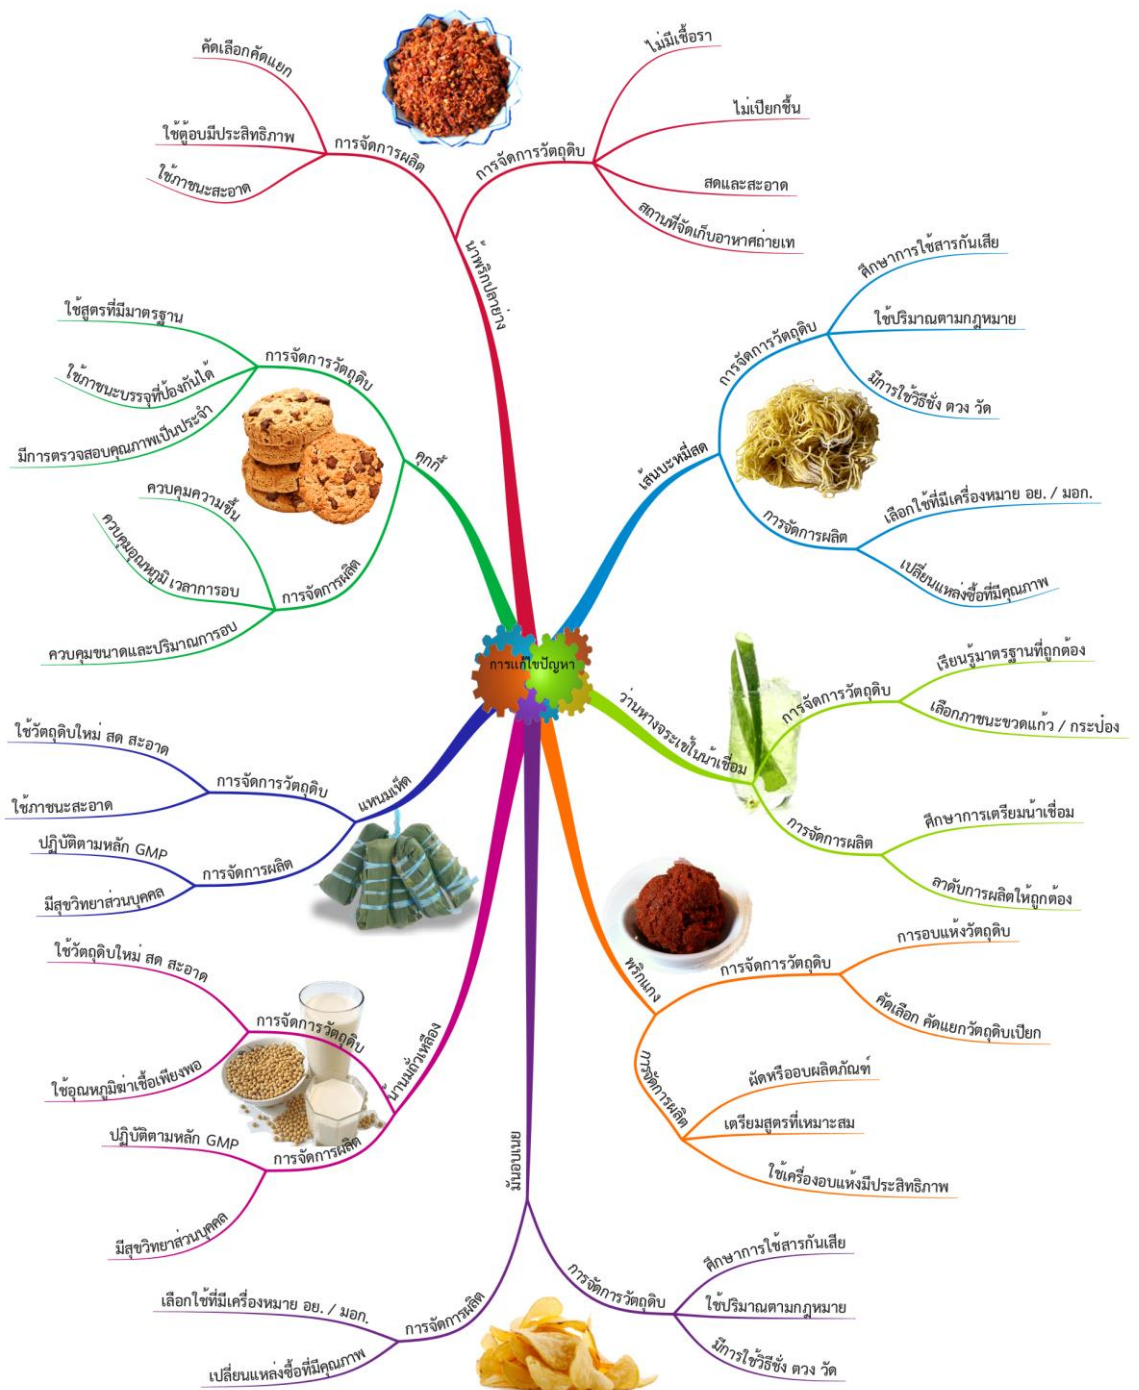 การแก้ไขปัญหา
น้ำพริกปลาย่าง
การจัดการผลิต
คัดเลือกคัดแยก
ใช้ตู้อบมีประสิทธิภาพ
ใช้ภาชนะสะอาด
การจัดการวัตถุดิบ
ไม่มีเชื้อรา
ไม่เปียกชื้น
สดและสะอาด
สถานที่จัดเก็บอาหาศถ่ายเท
เส้นบะหมี่สด
การจัดการวัตถุดิบ
ศึกษาการใช้สารกันเสีย
ใช้ปริมาณตามกฎหมาย
มีการใช้วิธีชั่ง ตวง วัด
การจัดการผลิต
เลือกใช้ที่มีเครื่องหมาย อย. / มอก.
เปลี่ยนแหล่งซื้อที่มีคุณภาพ
ว่านหางจระเข้ในน้ำเชื่อม
การจัดการวัตถุดิบ
เรียนรู้มาตรฐานที่ถูกต้อง
เลือกภาชนะขวดแก้ว / กระป๋อง
การจัดการผลิต
ศึกษาการเตรียมน้ำเชื่อม
ลาดับการผลิตให้ถูกต้อง
พริกแกง
การจัดการวัตถุดิบ
การอบแห้งวัตถุดิบ
คัดเลือก คัดแยกวัตถุดิบเปียก
การจัดการผลิต
ผัดหรืออบผลิตภัณฑ์
เตรียมสูตรที่เหมาะสม
ใช้เครื่องอบแห้งมีประสิทธิภาพ
มันอบเนย
การจัดการวัตถุดิบ
ศึกษาการใช้สารกันเสีย
ใช้ปริมาณตามกฎหมาย
มีการใช้วิธีชั่ง ตวง วัด
การจัดการผลิต
เลือกใช้ที่มีเครื่องหมาย อย. / มอก.
เปลี่ยนแหล่งซื้อที่มีคุณภาพ
น้ำนมถั่วเหลือง
การจัดการวัตถุดิบ
ใช้วัตถุดิบใหม่ สด สะอาด
ใช้อุณหภูมิฆ่าเชื้อเพียงพอ
การจัดการผลิต
ปฏิบัติตามหลัก GMP
มีสุขวิทยาส่วนบุคคล
แหนมเห็ด
การจัดการวัตถุดิบ
ใช้วัตถุดิบใหม่ สด สะอาด
ใช้ภาชนะสะอาด
การจัดการผลิต
ปฏิบัติตามหลัก GMP
มีสุขวิทยาส่วนบุคคล
คุกกี้
การจัดการวัตถุดิบ
ใช้สูตรที่มีมาตรฐาน
ใช้ภาชนะบรรจุที่ป้องกันได้
มีการตรวจสอบคุณภาพเป็นประจำ
การจัดการผลิต
ควบคุมความชื้น
ควบคุมอุณหภูมิ เวลาการอบ
ควบคุมขนาดและปริมาณการอบ